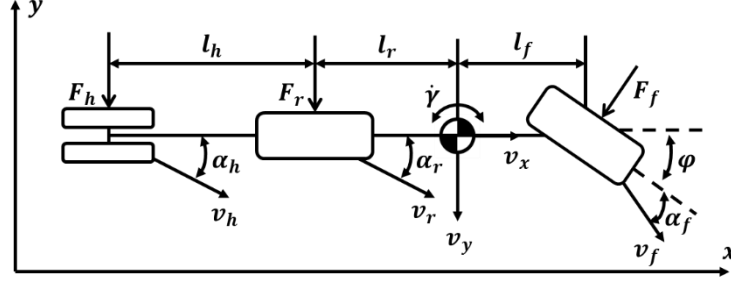 y
l_h l_r l_f
F_h F_r γ̇ F_f
α_h α_r v_x φ
v_h v_r v_y α_f
v_f
x